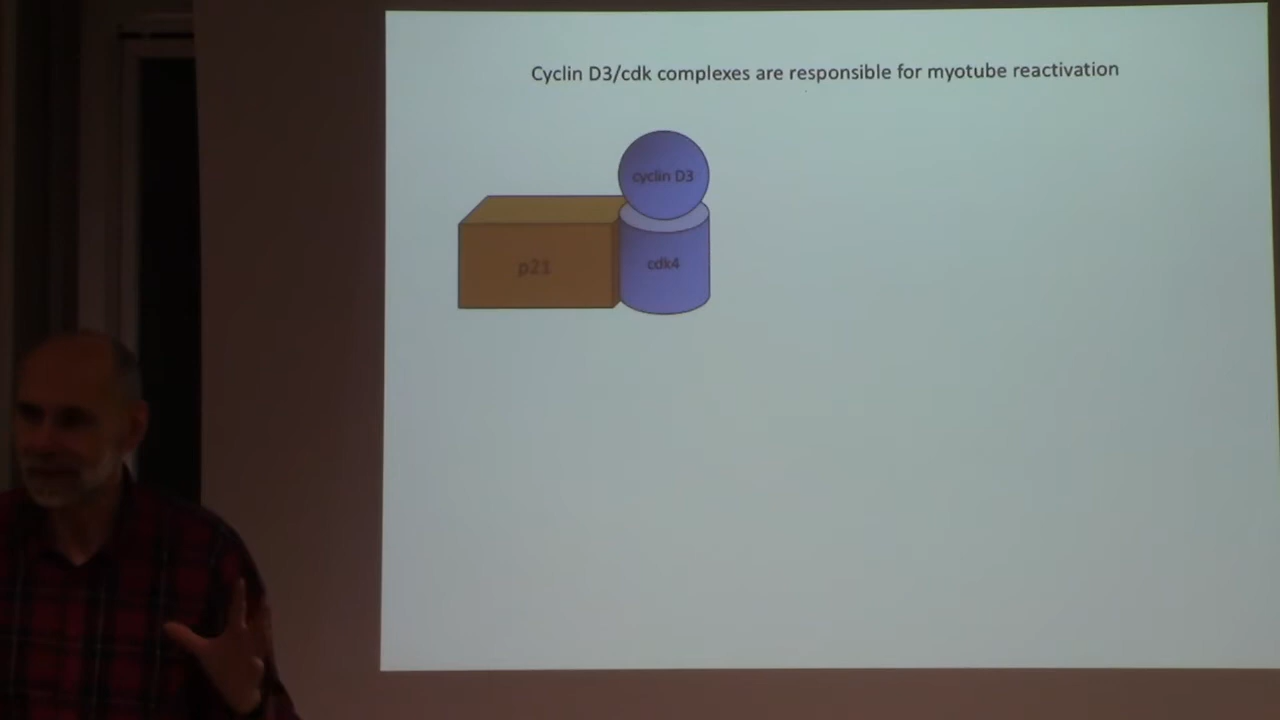 Cyclin D3/cdk complexes are responsible for myotube reactivation
cyclin D3
p21
cdk4